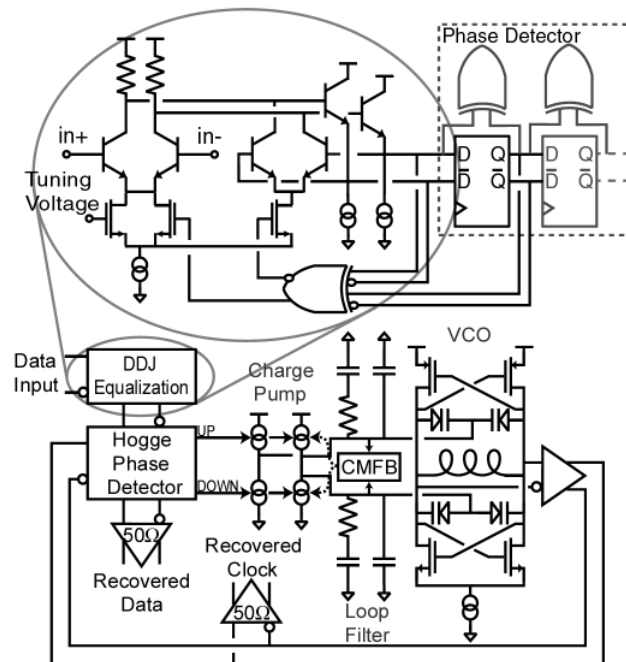 Phase Detector
in+
in-
Tuning
Voltage
D
Q
D
Q
D
Q
D
Q
Data
Input
DDJ
Equalization
Charge
Pump
VCO
Hogge
Phase
Detector
UP
DOWN
CMFB
50Ω
Recovered
Data
Recovered
Clock
50Ω
Loop
Filter